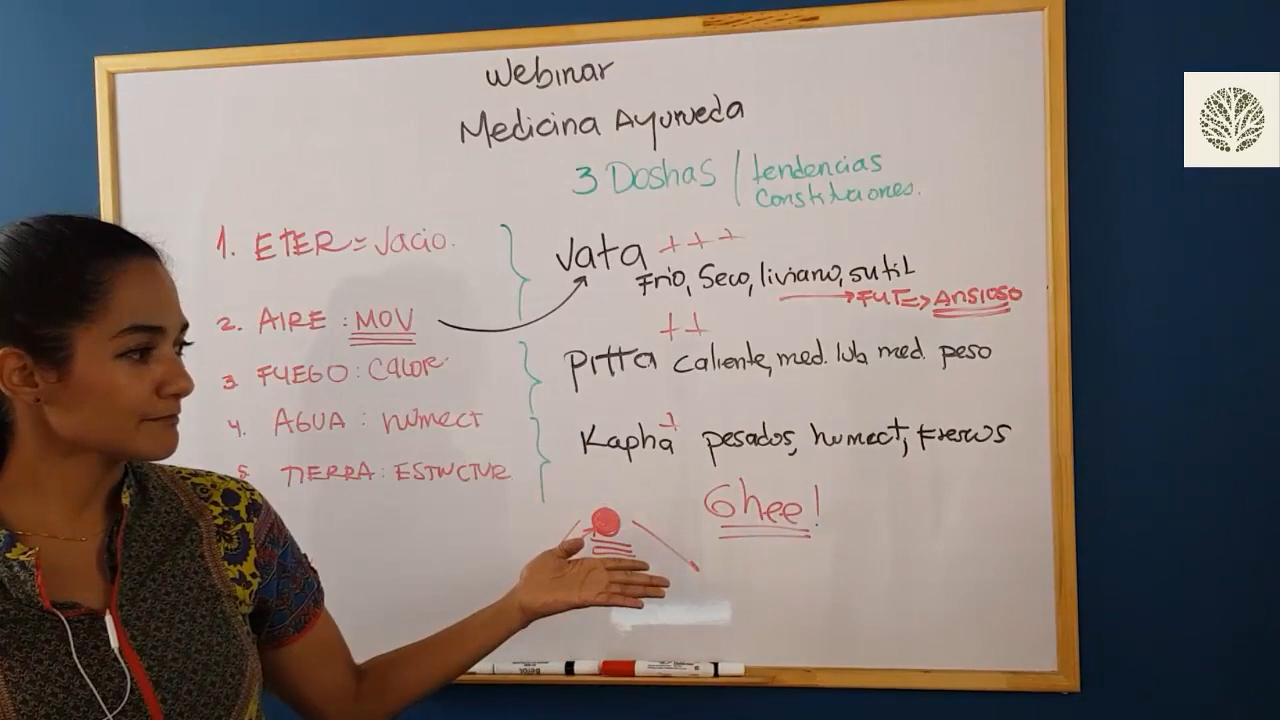 Webinar
Medicina Ayurveda
3 Doshas / tendencias
constituciones.
1. ETER = Vacio.
Vata +++
Frio, Seco, liviano, sutil
→ FUT => ANSIOSO
2. AIRE : MOV
++
Pitta caliente, med. lub med. peso
3 FUEGO : CALOR
4. AGUA : humect
+
Kapha pesados, humect, frescos
5. TIERRA : ESTRUCTUR
Ghee!